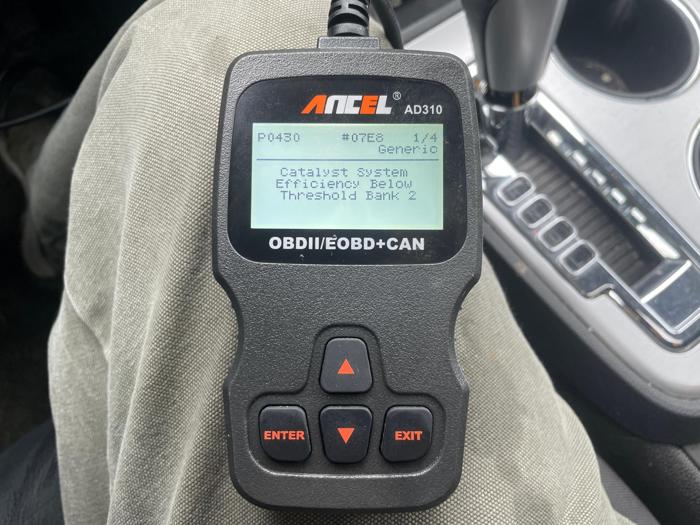 ANCEL® AD310
P0430 #07E8 1/4
Generic
Catalyst System
Efficiency Below
Threshold Bank 2
OBDII/EOBD+CAN
ENTER
EXIT